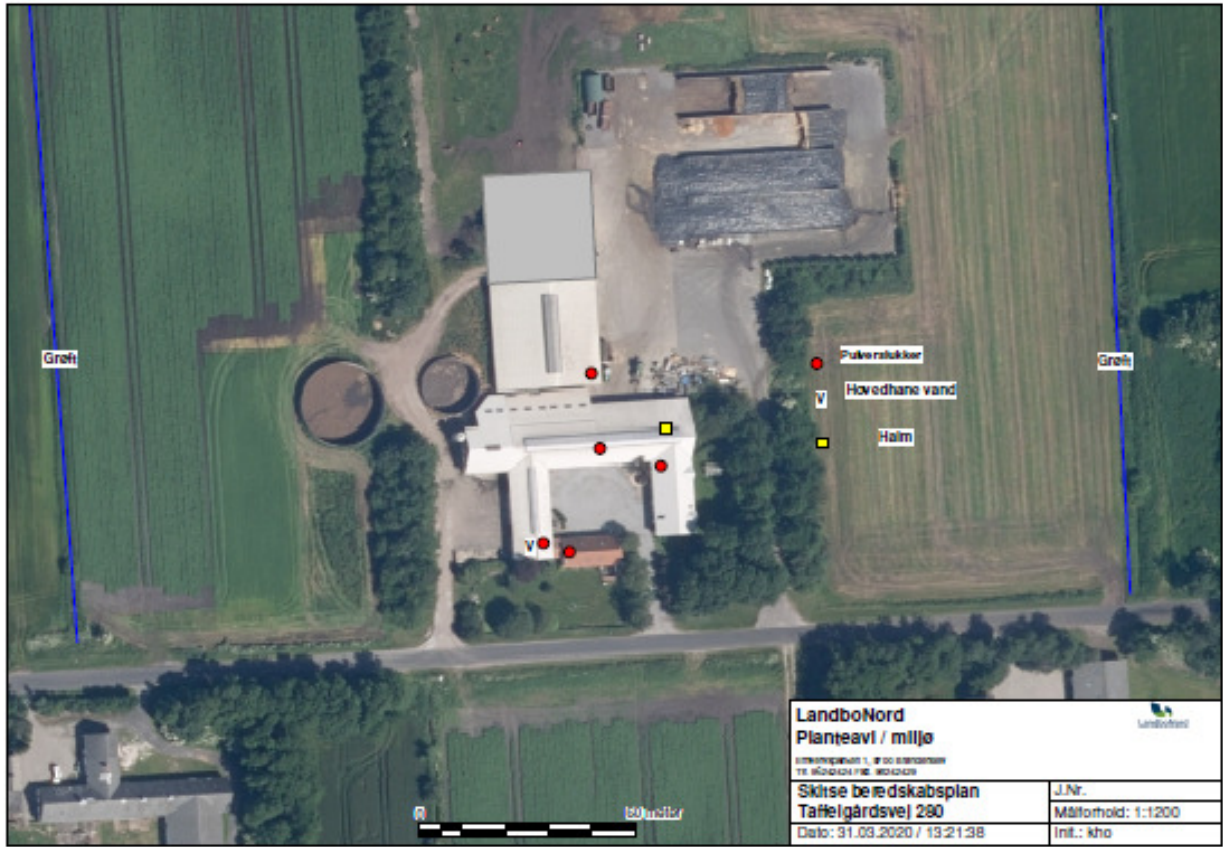 Grøft
Pulverslukker
Grøft
V
Hovedhane vand
Halm
V
0
60 meter
LandboNord
Planteavl / miljø
LandboNord
Skitse beredskabsplan
Taffelgårdsvej 280
Dato: 31.03.2020 / 13:21:38
J.Nr.
Målforhold: 1:1200
Init.: kho